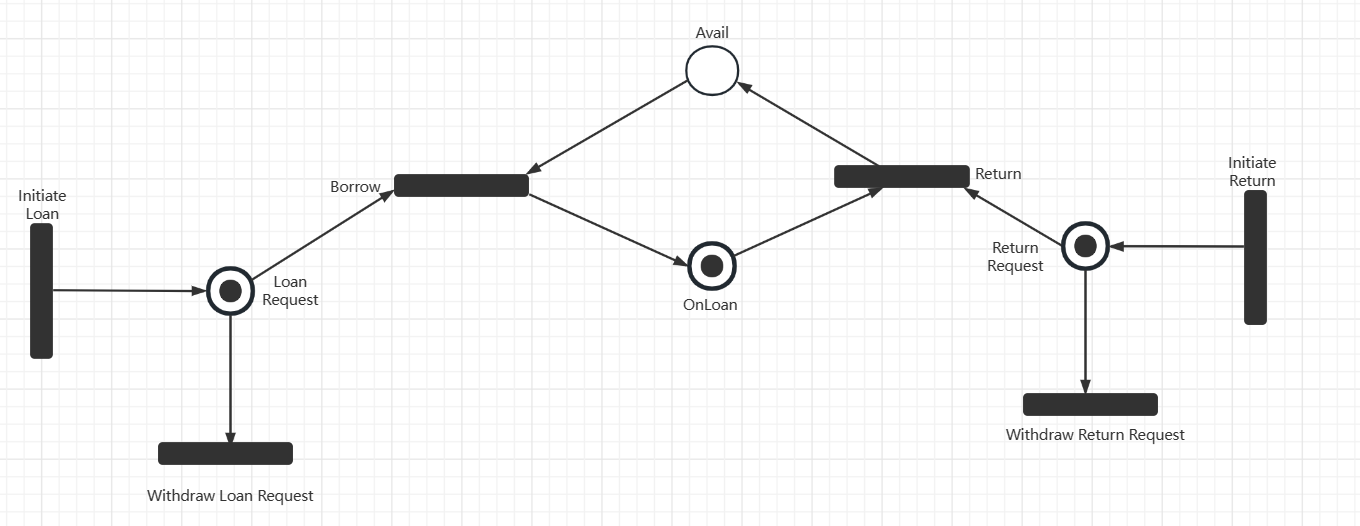 Avail
Initiate
Loan
Borrow
Return
Initiate
Return
Loan
Request
OnLoan
Return
Request
Withdraw Return Request
Withdraw Loan Request